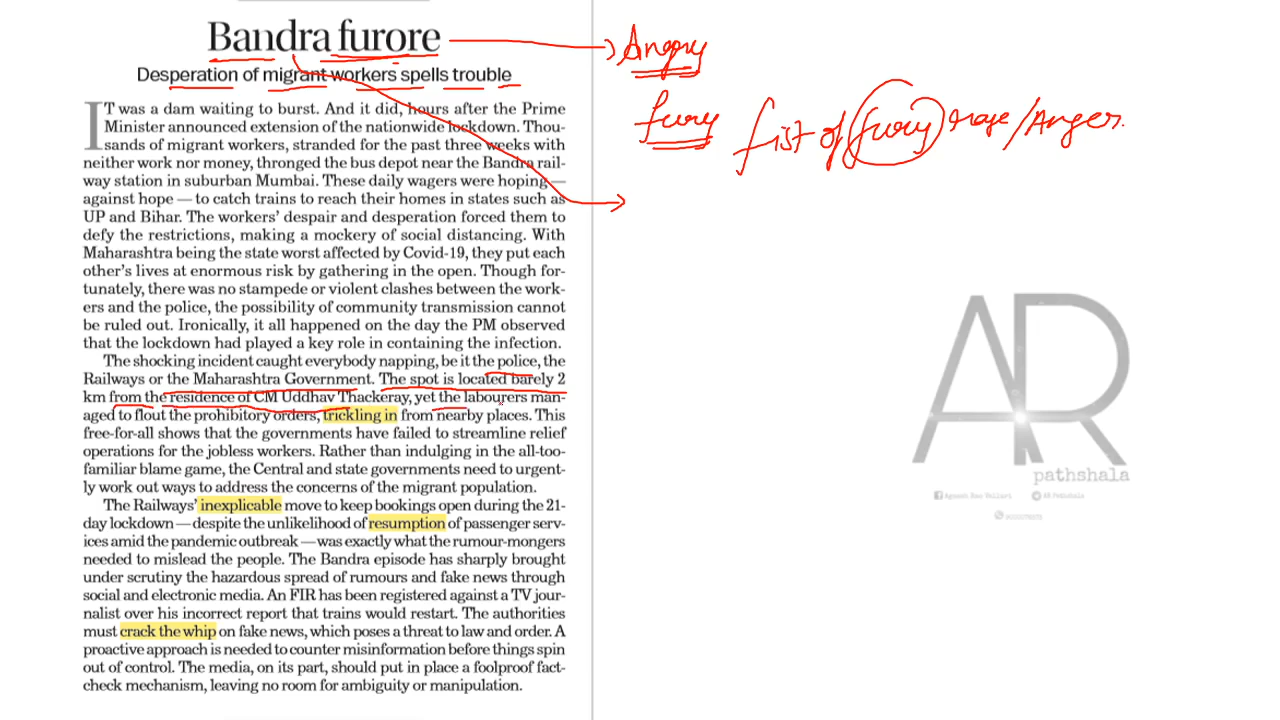 Bandra furore
Desperation of migrant workers spells trouble
IT was a dam waiting to burst. And it did, hours after the Prime
Minister announced extension of the nationwide lockdown. Thou-
sands of migrant workers, stranded for the past three weeks with
neither work nor money, thronged the bus depot near the Bandra rail-
way station in suburban Mumbai. These daily wagers were hoping—
against hope — to catch trains to reach their homes in states such as
UP and Bihar. The workers' despair and desperation forced them to
defy the restrictions, making a mockery of social distancing. With
Maharashtra being the state worst affected by Covid-19, they put each
other's lives at enormous risk by gathering in the open. Though for-
tunately, there was no stampede or violent clashes between the work-
ers and the police, the possibility of community transmission cannot
be ruled out. Ironically, it all happened on the day the PM observed
that the lockdown had played a key role in containing the infection.
The shocking incident caught everybody napping, be it the police, the
Railways or the Maharashtra Government. The spot is located barely 2
km from the residence of CM Uddhav Thackeray, yet the labourers man-
aged to flout the prohibitory orders, trickling in from nearby places. This
free-for-all shows that the governments have failed to streamline relief
operations for the jobless workers. Rather than indulging in the all-too-
familiar blame game, the Central and state governments need to urgent-
ly work out ways to address the concerns of the migrant population.
The Railways' inexplicable move to keep bookings open during the 21-
day lockdown — despite the unlikelihood of resumption of passenger serv-
ices amid the pandemic outbreak — was exactly what the rumour-mongers
needed to mislead the people. The Bandra episode has sharply brought
under scrutiny the hazardous spread of rumours and fake news through
social and electronic media. An FIR has been registered against a TV jour-
nalist over his incorrect report that trains would restart. The authorities
must crack the whip on fake news, which poses a threat to law and order. A
proactive approach is needed to counter misinformation before things spin
out of control. The media, on its part, should put in place a foolproof fact-
check mechanism, leaving no room for ambiguity or manipulation.
Angry
fury fist of (fury) rage/Anger.
AR
pathshala
AR Pathshala